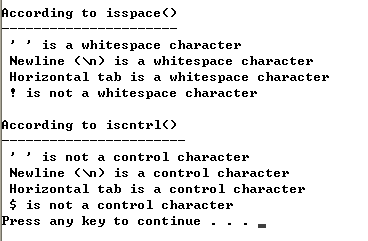 According to isspace()
----------------------
' ' is a whitespace character
Newline (\n) is a whitespace character
Horizontal tab is a whitespace character
! is not a whitespace character
According to iscntrl()
-----------------------
' ' is not a control character
Newline (\n) is a control character
Horizontal tab is a control character
$ is not a control character
Press any key to continue . . . _